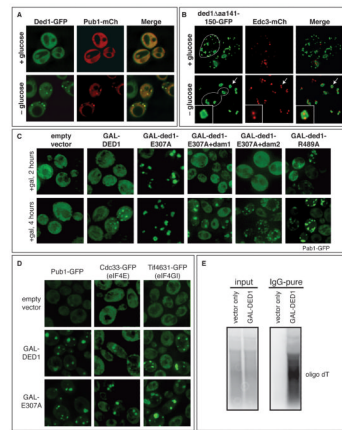 A
Ded1-GFP Pub1-mCh Merge
+ glucose
– glucose
B
ded1∆aa141-
150-GFP Edc3-mCh Merge
+ glucose
– glucose
C
empty
vector
GAL-
DED1
GAL-ded1-
E307A
GAL-ded1-
E307A+dam1
GAL-ded1-
E307A+dam2
GAL-ded1-
R489A
+gal, 2 hours
+gal, 4 hours
Pab1-GFP
D
Pub1-GFP
Cdc33-GFP
(eIF4E)
Tif4631-GFP
(eIF4GI)
empty
vector
GAL-
DED1
GAL-
E307A
E
input IgG-pure
vector only
GAL-DED1
vector only
GAL-DED1
oligo dT